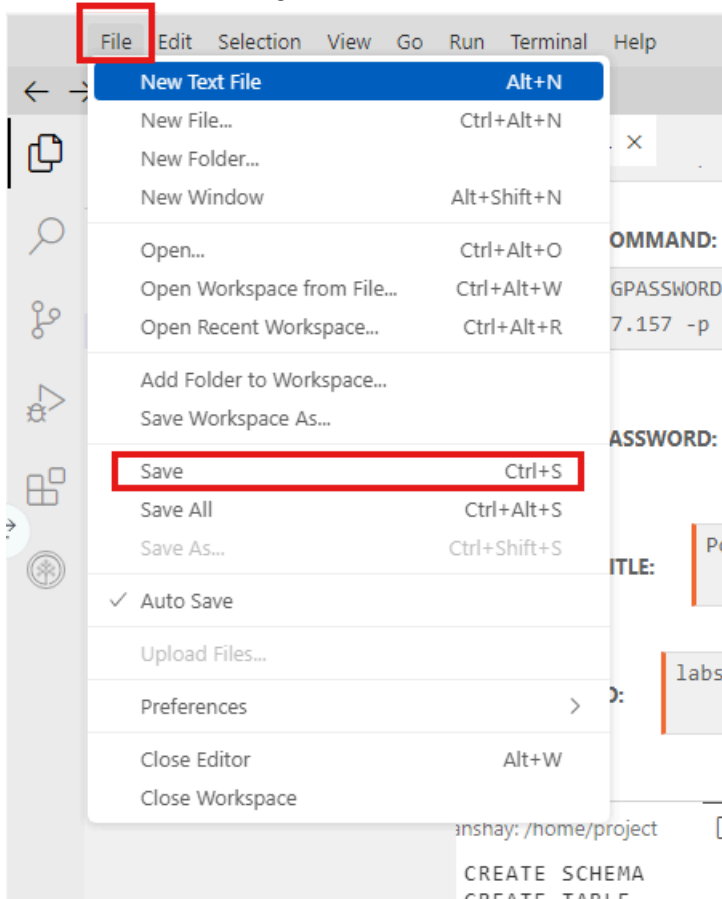 File Edit Selection View Go Run Terminal Help
New Text File Alt+N
New File... Ctrl+Alt+N
New Folder...
New Window Alt+Shift+N
OMMAND:
Open... Ctrl+Alt+O
Open Workspace from File... Ctrl+Alt+W
GPASSWORD
Open Recent Workspace... Ctrl+Alt+R
7.157 -p
Add Folder to Workspace...
Save Workspace As...
ASSWORD:
Save Ctrl+S
Save All Ctrl+Alt+S
Save As... Ctrl+Shift+S
ITLE:
Auto Save
Upload Files...
labs
Preferences
Close Editor Alt+W
Close Workspace
anshay: /home/project
CREATE SCHEMA
CREATE TABLE